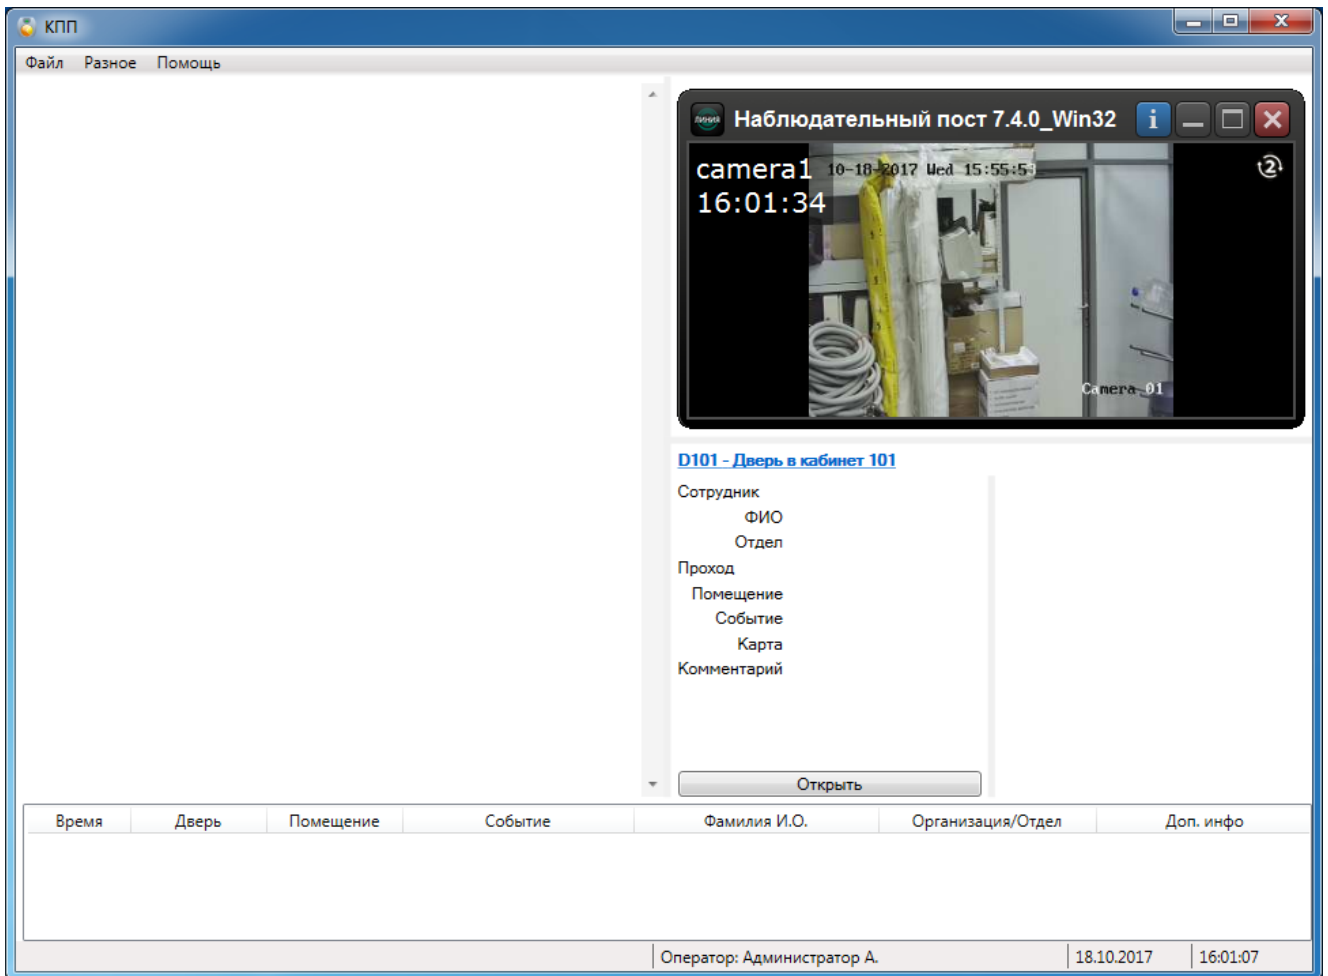 КПП
Файл Разное Помощь
ЛИНИЯ Наблюдательный пост 7.4.0_Win32 i
camera1 10-18-2017 Wed 15:55:5
16:01:34
2
Camera 01
D101 - Дверь в кабинет 101
Сотрудник
ФИО
Отдел
Проход
Помещение
Событие
Карта
Комментарий
Открыть
Время Дверь Помещение Событие Фамилия И.О. Организация/Отдел Доп. инфо
Оператор: Администратор А. 18.10.2017 16:01:07